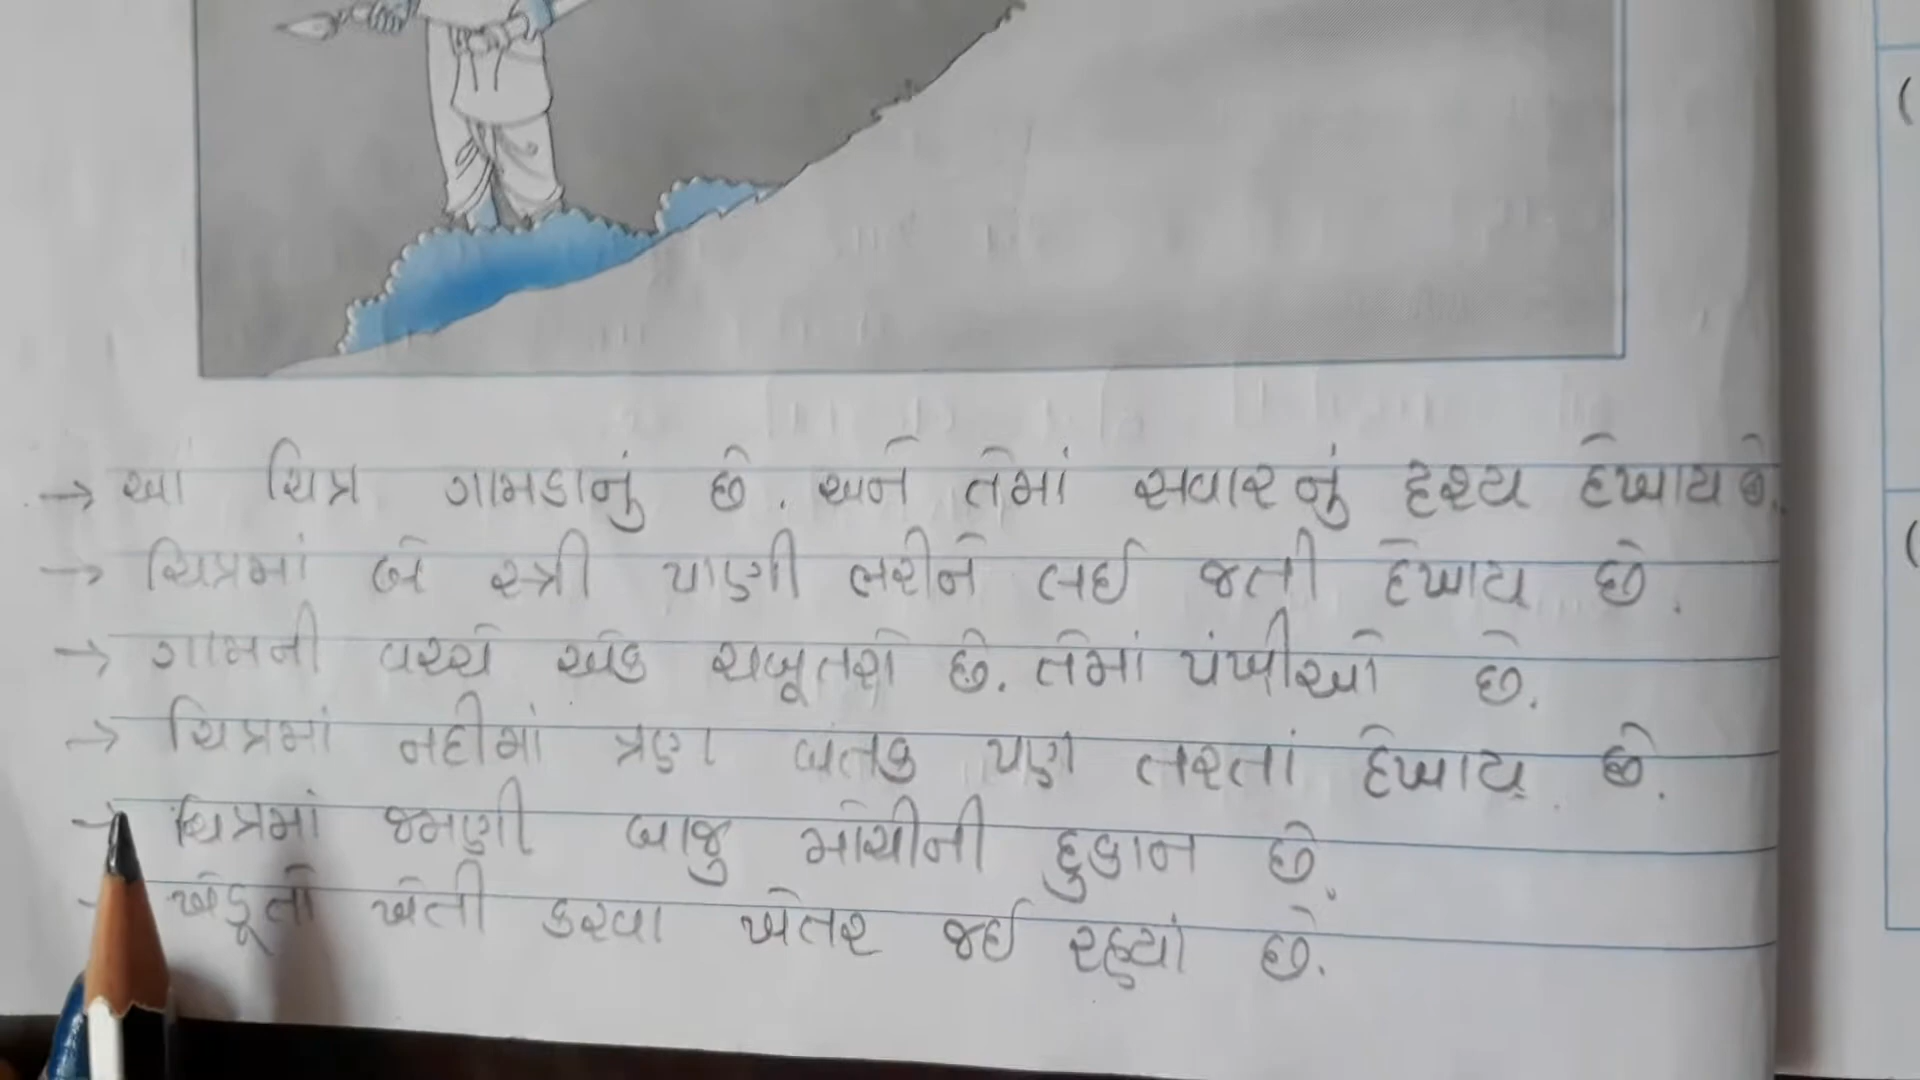 → આ ચિત્ર ગામડાનું છે. અને તેમાં સવારનું દ્રશ્ય દેખાય છે.
→ ચિત્રમાં બે સ્ત્રી પાણી ભરીને લઈ જતી દેખાય છે.
→ ગામની વચ્ચે એક ચબૂતરો છે. તેમાં પંખીઓ છે.
→ ચિત્રમાં નદીમાં ત્રણ બતક પણ તરતાં દેખાય છે.
→ ચિત્રમાં જમણી બાજુ મોચીની દુકાન છે.
→ ખેડૂતો ખેતી કરવા ખેતર જઈ રહ્યાં છે.
(
(